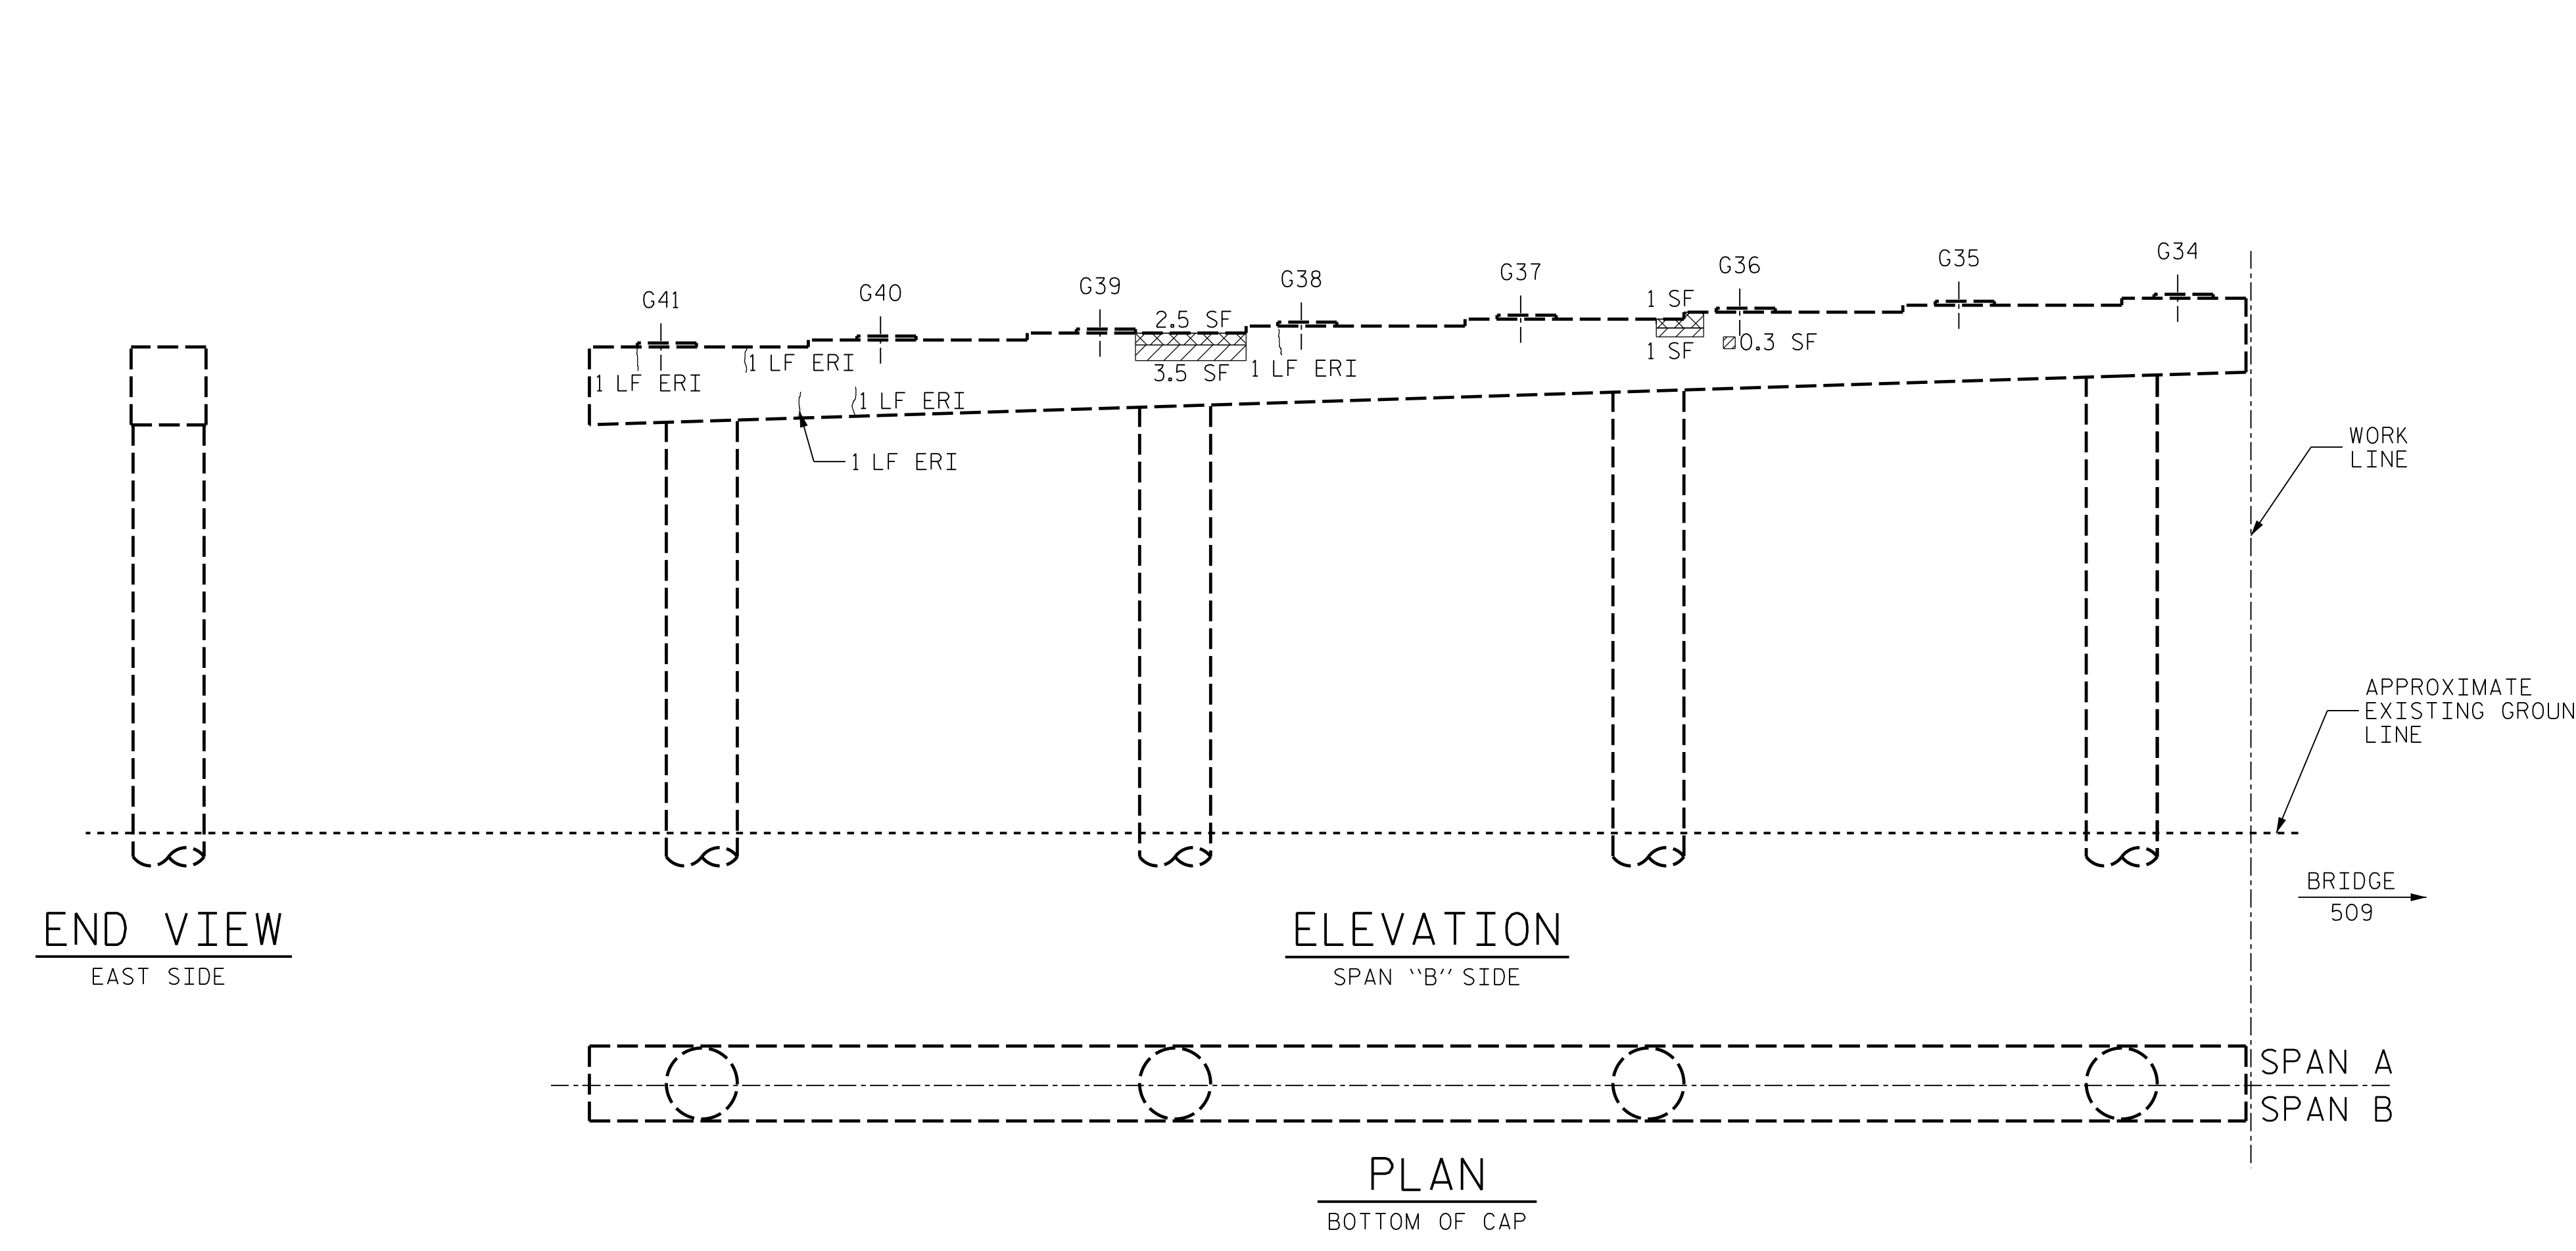 G34
G35
G36
G37
G38
G39
G40
G41
1 SF
2.5 SF
0.3 SF
1 SF
1 LF ERI
1 LF ERI
3.5 SF
1 LF ERI
1 LF ERI
1 LF ERI
WORK
LINE
APPROXIMATE
EXISTING GROUN
LINE
BRIDGE
509
END VIEW
EAST SIDE
ELEVATION
SPAN "B" SIDE
SPAN A
SPAN B
PLAN
BOTTOM OF CAP